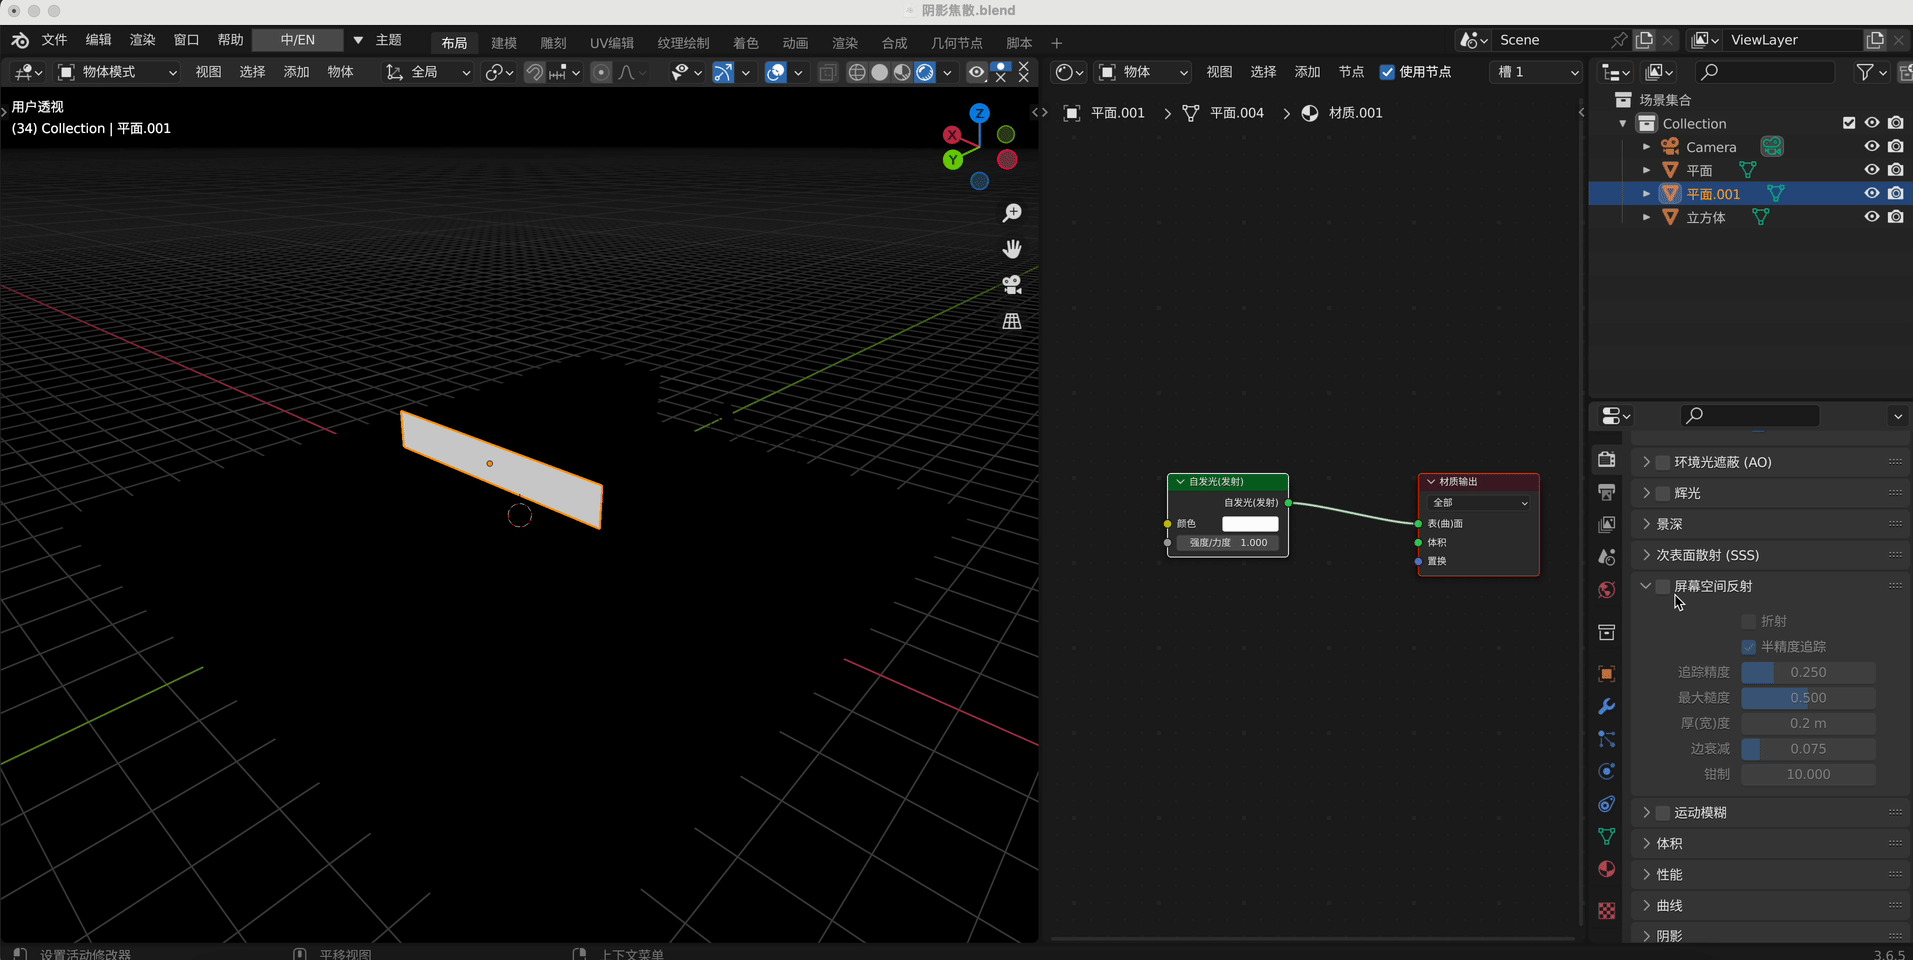 阴影焦散.blend
文件 编辑 渲染 窗口 帮助 中/EN 主题 布局 建模 雕刻 UV编辑 纹理绘制 着色 动画 渲染 合成 几何节点 脚本 + Scene ViewLayer
物体模式 视图 选择 添加 物体 全局
物体 视图 选择 添加 节点 使用节点 槽 1
用户透视
(34) Collection | 平面.001
Z
X
Y
平面.001 > 平面.004 > 材质.001
自发光(发射)
自发光(发射)
颜色
强度/力度 1.000
材质输出
全部
表(曲)面
体积
置换
场景集合
Collection
Camera
平面
平面.001
立方体
环境光遮蔽 (AO)
辉光
景深
次表面散射 (SSS)
屏幕空间反射
折射
半精度追踪
追踪精度 0.250
最大糙度 0.500
厚(宽)度 0.2 m
边衰减 0.075
钳制 10.000
运动模糊
体积
性能
曲线
阴影
设置活动修改器 平移视图 上下文菜单 3.6.5